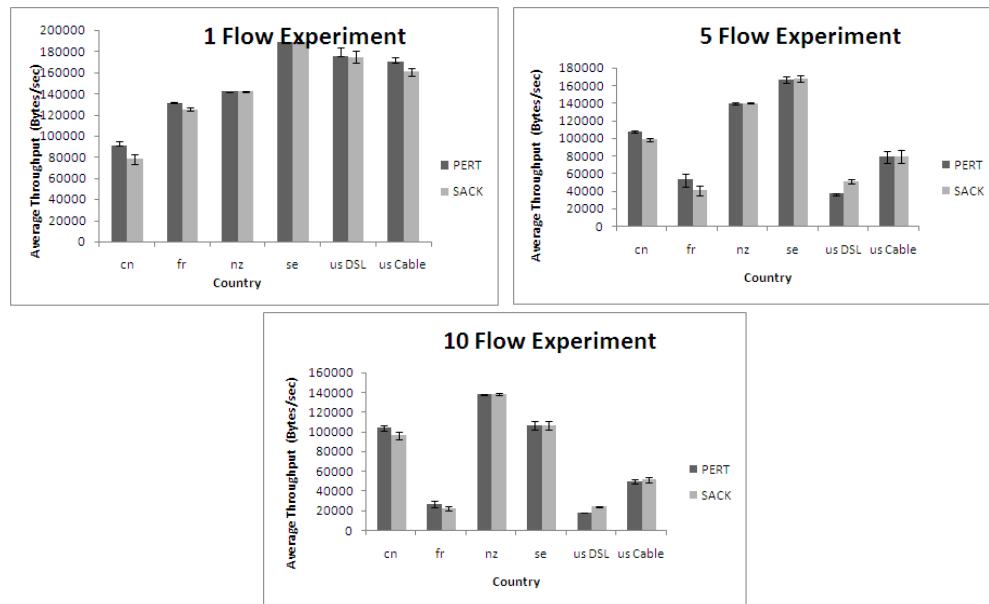 1 Flow Experiment
Average Throughput (Bytes/sec)
200000
180000
160000
140000
120000
100000
80000
60000
40000
20000
0
cn fr nz se us DSL us Cable
Country
PERT
SACK
5 Flow Experiment
Average Throughput (Bytes/sec)
180000
160000
140000
120000
100000
80000
60000
40000
20000
0
cn fr nz se us DSL us Cable
Country
PERT
SACK
10 Flow Experiment
Average Throughput (Bytes/sec)
160000
140000
120000
100000
80000
60000
40000
20000
0
cn fr nz se us DSL us Cable
Country
PERT
SACK